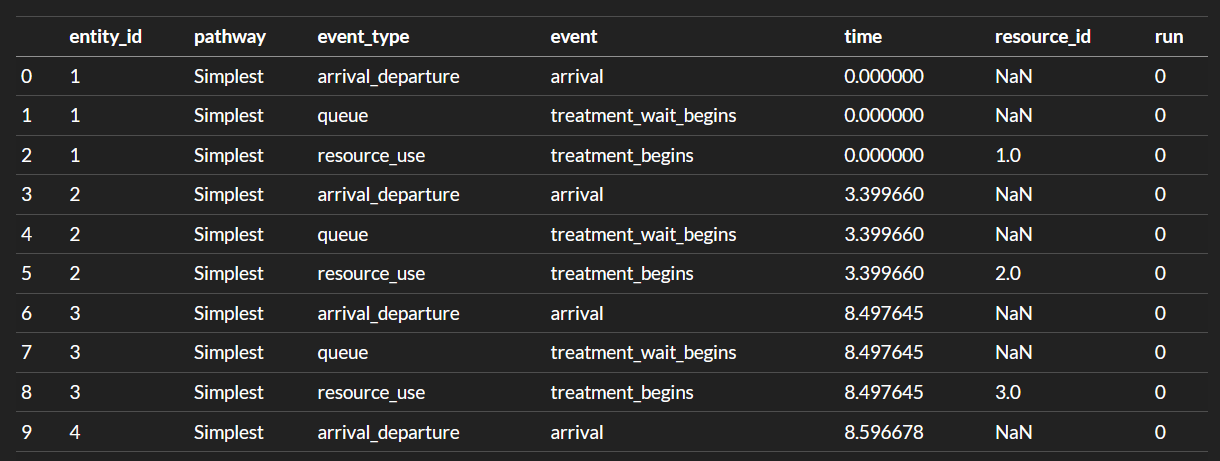 entity_id pathway event_type event time resource_id run
0 1 Simplest arrival_departure arrival 0.000000 NaN 0
1 1 Simplest queue treatment_wait_begins 0.000000 NaN 0
2 1 Simplest resource_use treatment_begins 0.000000 1.0 0
3 2 Simplest arrival_departure arrival 3.399660 NaN 0
4 2 Simplest queue treatment_wait_begins 3.399660 NaN 0
5 2 Simplest resource_use treatment_begins 3.399660 2.0 0
6 3 Simplest arrival_departure arrival 8.497645 NaN 0
7 3 Simplest queue treatment_wait_begins 8.497645 NaN 0
8 3 Simplest resource_use treatment_begins 8.497645 3.0 0
9 4 Simplest arrival_departure arrival 8.596678 NaN 0